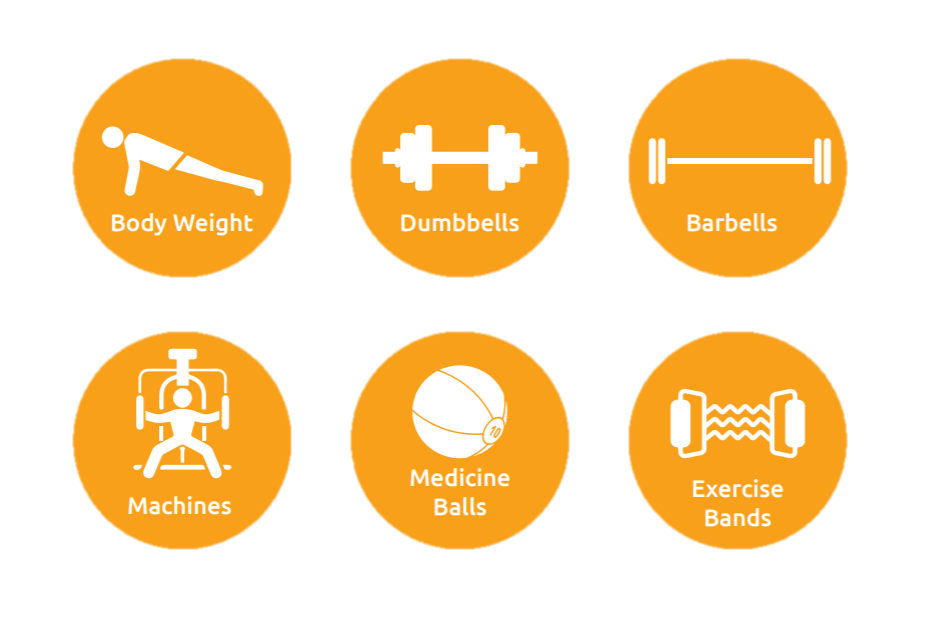 Body Weight
Dumbbells
Barbells
10
Machines
Medicine
Balls
Exercise
Bands